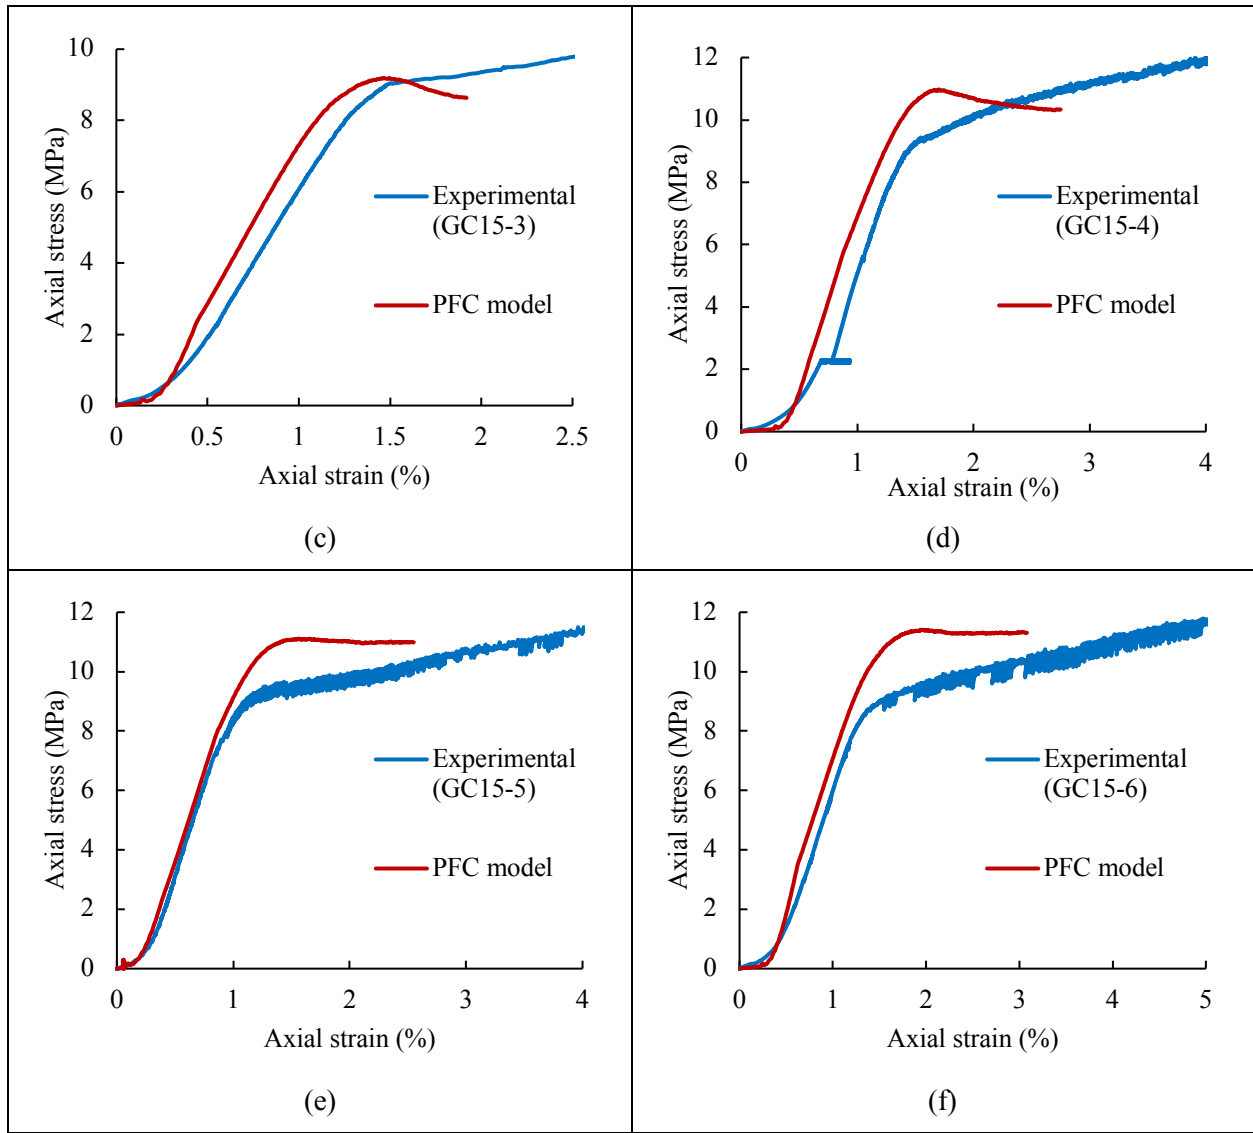 10
8
6
4
2
0
Axial stress (MPa)
Experimental
(GC15-3)
PFC model
0
0.5
1
1.5
2
2.5
Axial strain (%)
(c)
12
10
8
6
4
2
0
Axial stress (MPa)
Experimental
(GC15-4)
PFC model
0
1
2
3
4
Axial strain (%)
(d)
12
10
8
6
4
2
0
Axial stress (MPa)
Experimental
(GC15-5)
PFC model
0
1
2
3
4
Axial strain (%)
(e)
12
10
8
6
4
2
0
Axial stress (MPa)
Experimental
(GC15-6)
PFC model
0
1
2
3
4
5
Axial strain (%)
(f)